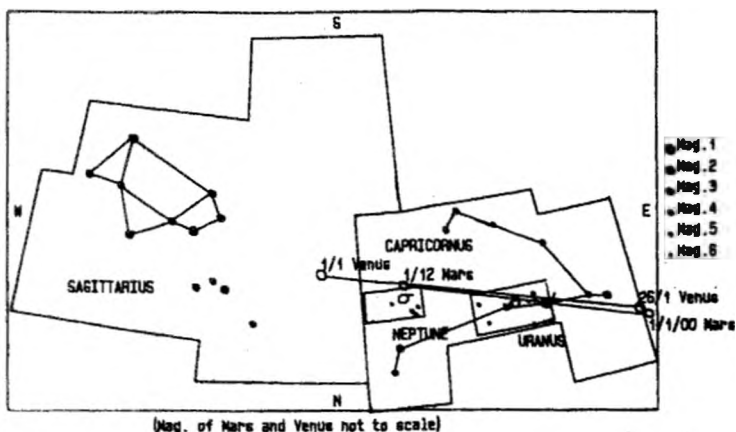 S
Mag.1
Mag.2
Mag.3
Mag.4
Mag.5
Mag.6
W
E
CAPRICORNUS
1/1 Venus
1/12 Mars
SAGITTARIUS
26/1 Venus
1/1/00 Mars
NEPTUNE
URANUS
N
(Mag. of Mars and Venus not to scale)